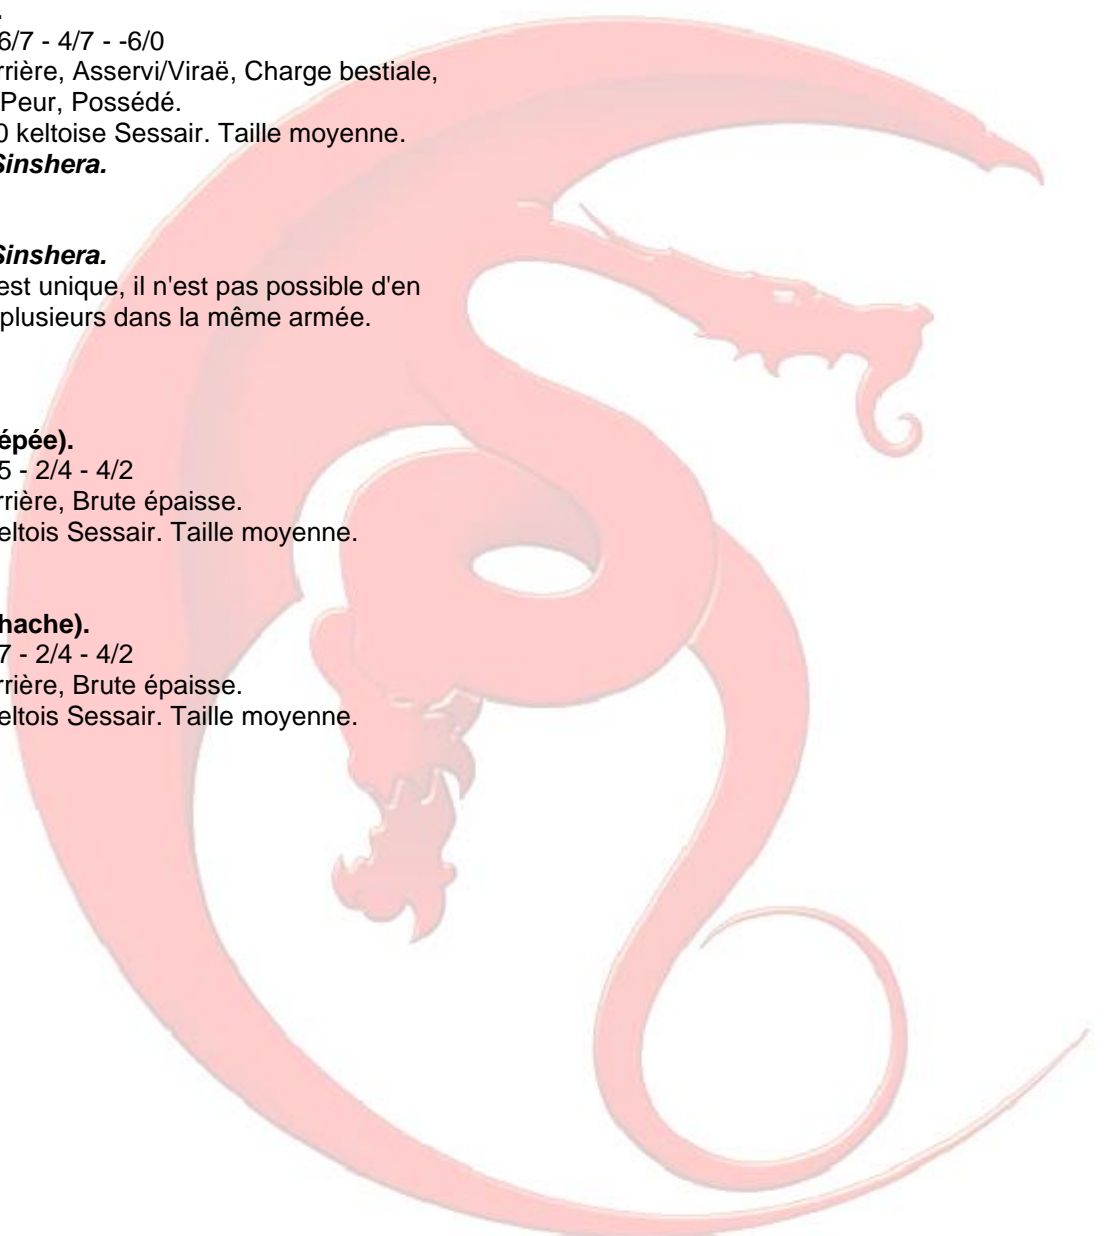 .
6/7 - 4/7 - -6/0
rrière, Asservi/Viraë, Charge bestiale,
Peur, Possédé.
0 keltoise Sessair. Taille moyenne.
Sinshera.
Sinshera.
est unique, il n'est pas possible d'en
plusieurs dans la même armée.
épée).
5 - 2/4 - 4/2
rrière, Brute épaisse.
eltois Sessair. Taille moyenne.
hache).
7 - 2/4 - 4/2
rrière, Brute épaisse.
eltois Sessair. Taille moyenne.